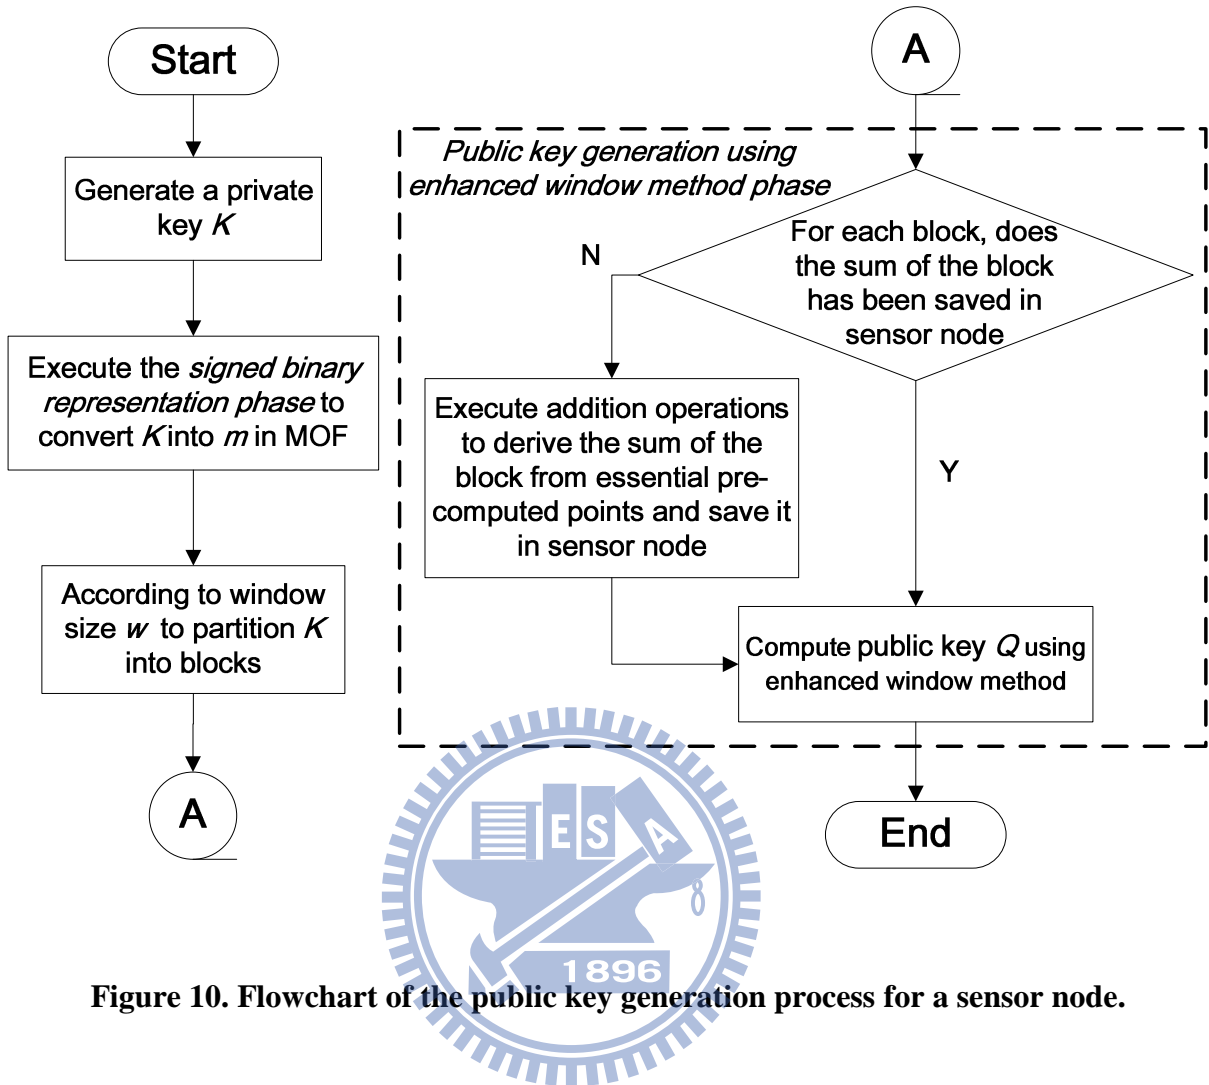 Start
Generate a private
key K
Execute the signed binary
representation phase to
convert K into m in MOF
According to window
size w to partition K
into blocks
A
A
Public key generation using
enhanced window method phase
For each block, does
the sum of the block
has been saved in
sensor node
N
Y
Execute addition operations
to derive the sum of the
block from essential pre-
computed points and save it
in sensor node
Compute public key Q using
enhanced window method
End
E S A
1896
Figure 10. Flowchart of the public key generation process for a sensor node.